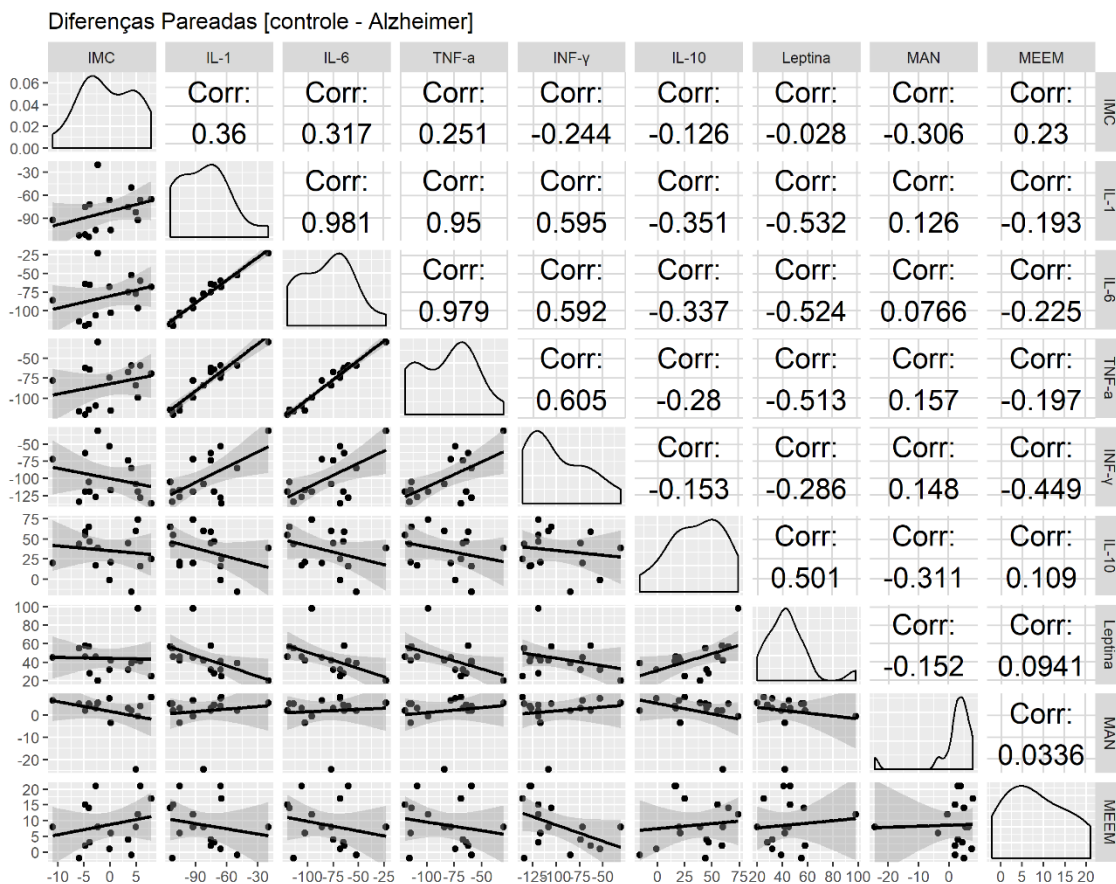 Diferenças Pareadas [controle - Alzheimer]
IMC IL-1 IL-6 TNF-a INF-γ IL-10 Leptina MAN MEEM
0.06
0.04
0.02
0.00
Corr: Corr: Corr: Corr: Corr: Corr: Corr: Corr:
0.36 0.317 0.251 -0.244 -0.126 -0.028 -0.306 0.23
IMC
-30
-60
-90
Corr: Corr: Corr: Corr: Corr: Corr: Corr:
0.981 0.95 0.595 -0.351 -0.532 0.126 -0.193
IL-1
-25
-50
-75
-100
Corr: Corr: Corr: Corr: Corr: Corr:
0.979 0.592 -0.337 -0.524 0.0766 -0.225
IL-6
-50
-75
-100
Corr: Corr: Corr: Corr: Corr:
0.605 -0.28 -0.513 0.157 -0.197
TNF-a
-50
-75
-100
-125
Corr: Corr: Corr: Corr:
-0.153 -0.286 0.148 -0.449
INF-γ
75
50
25
0
Corr: Corr: Corr:
0.501 -0.311 0.109
IL-10
100
80
60
40
20
Corr: Corr:
-0.152 0.0941
Leptina
0
-10
-20
Corr:
0.0336
MAN
20
15
10
5
0
MEEM
-10 -5 0 5 -90 -60 -30 -100 -75 -50 -25 -100 -75 -50 -125 -100 -75 -50 0 25 50 75 20 40 60 80 100 -20 -10 0 0 5 10 15 20